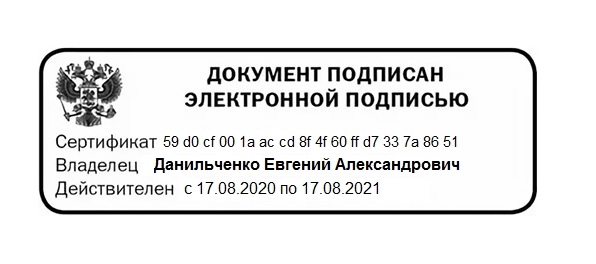 ДОКУМЕНТ ПОДПИСАН
ЭЛЕКТРОННОЙ ПОДПИСЬЮ
Сертификат 59 d0 cf 00 1a ac cd 8f 4f 60 ff d7 33 7a 86 51
Владелец Данильченко Евгений Александрович
Действителен с 17.08.2020 по 17.08.2021